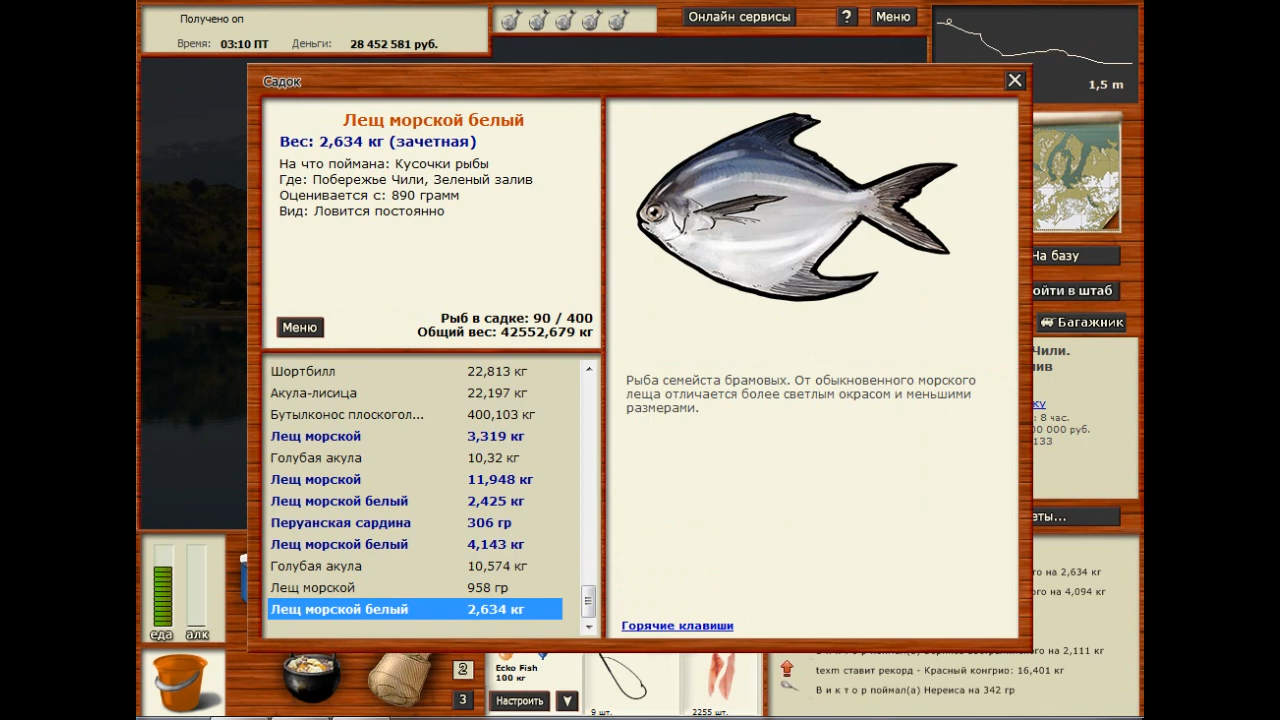 Получено оп
Время: 03:10 ПТ Деньги: 28 452 581 руб.
Онлайн сервисы
?
Меню
1,5 m
Садок
Лещ морской белый
Вес: 2,634 кг (зачетная)
На что поймана: Кусочки рыбы
Где: Побережье Чили, Зеленый залив
Оценивается с: 890 грамм
Вид: Ловится постоянно
Меню
Рыб в садке: 90 / 400
Общий вес: 42552,679 кг
Шортбилл 22,813 кг
Акула-лисица 22,197 кг
Бутылконос плоскогол... 400,103 кг
Лещ морской 3,319 кг
Голубая акула 10,32 кг
Лещ морской 11,948 кг
Лещ морской белый 2,425 кг
Перуанская сардина 306 гр
Лещ морской белый 4,143 кг
Голубая акула 10,574 кг
Лещ морской 958 гр
Лещ морской белый 2,634 кг
Рыба семейста брамовых. От обыкновенного морского
леща отличается более светлым окрасом и меньшими
размерами.
Горячие клавиши
На базу
ойти в штаб
Багажник
Чили.
ив
ку
: 8 час.
00 000 руб.
133
еты...
го на 2,634 кг
ого на 4,094 кг
на 2,111 кг
texm ставит рекорд - Красный конгрио: 16,401 кг
В и к т о р поймал(а) Нереиса на 342 гр
еда алк
2
3
Ecko Fish
100 кг
Настроить
9 шт.
2255 шт.